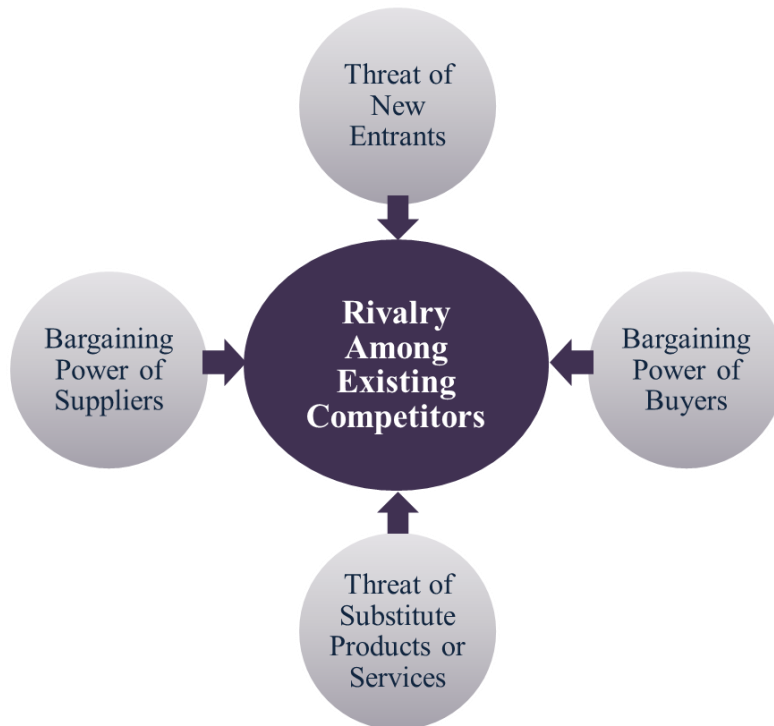 Threat of
New
Entrants
Bargaining
Power of
Suppliers
Rivalry
Among
Existing
Competitors
Bargaining
Power of
Buyers
Threat of
Substitute
Products or
Services